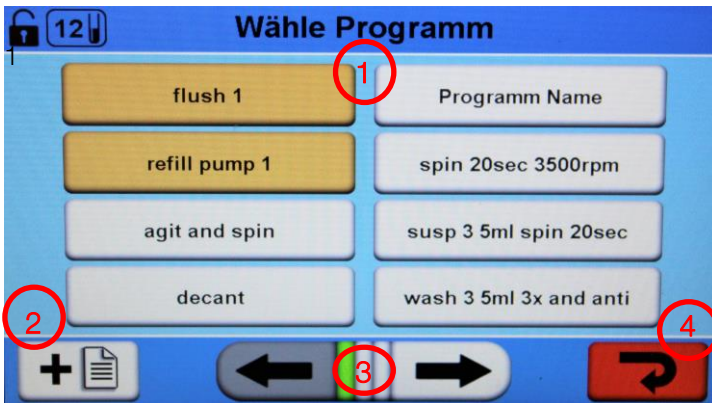 12
Wähle Programm
1
1
flush 1
Programm Name
refill pump 1
spin 20sec 3500rpm
agit and spin
susp 3 5ml spin 20sec
decant
wash 3 5ml 3x and anti
2
3
4